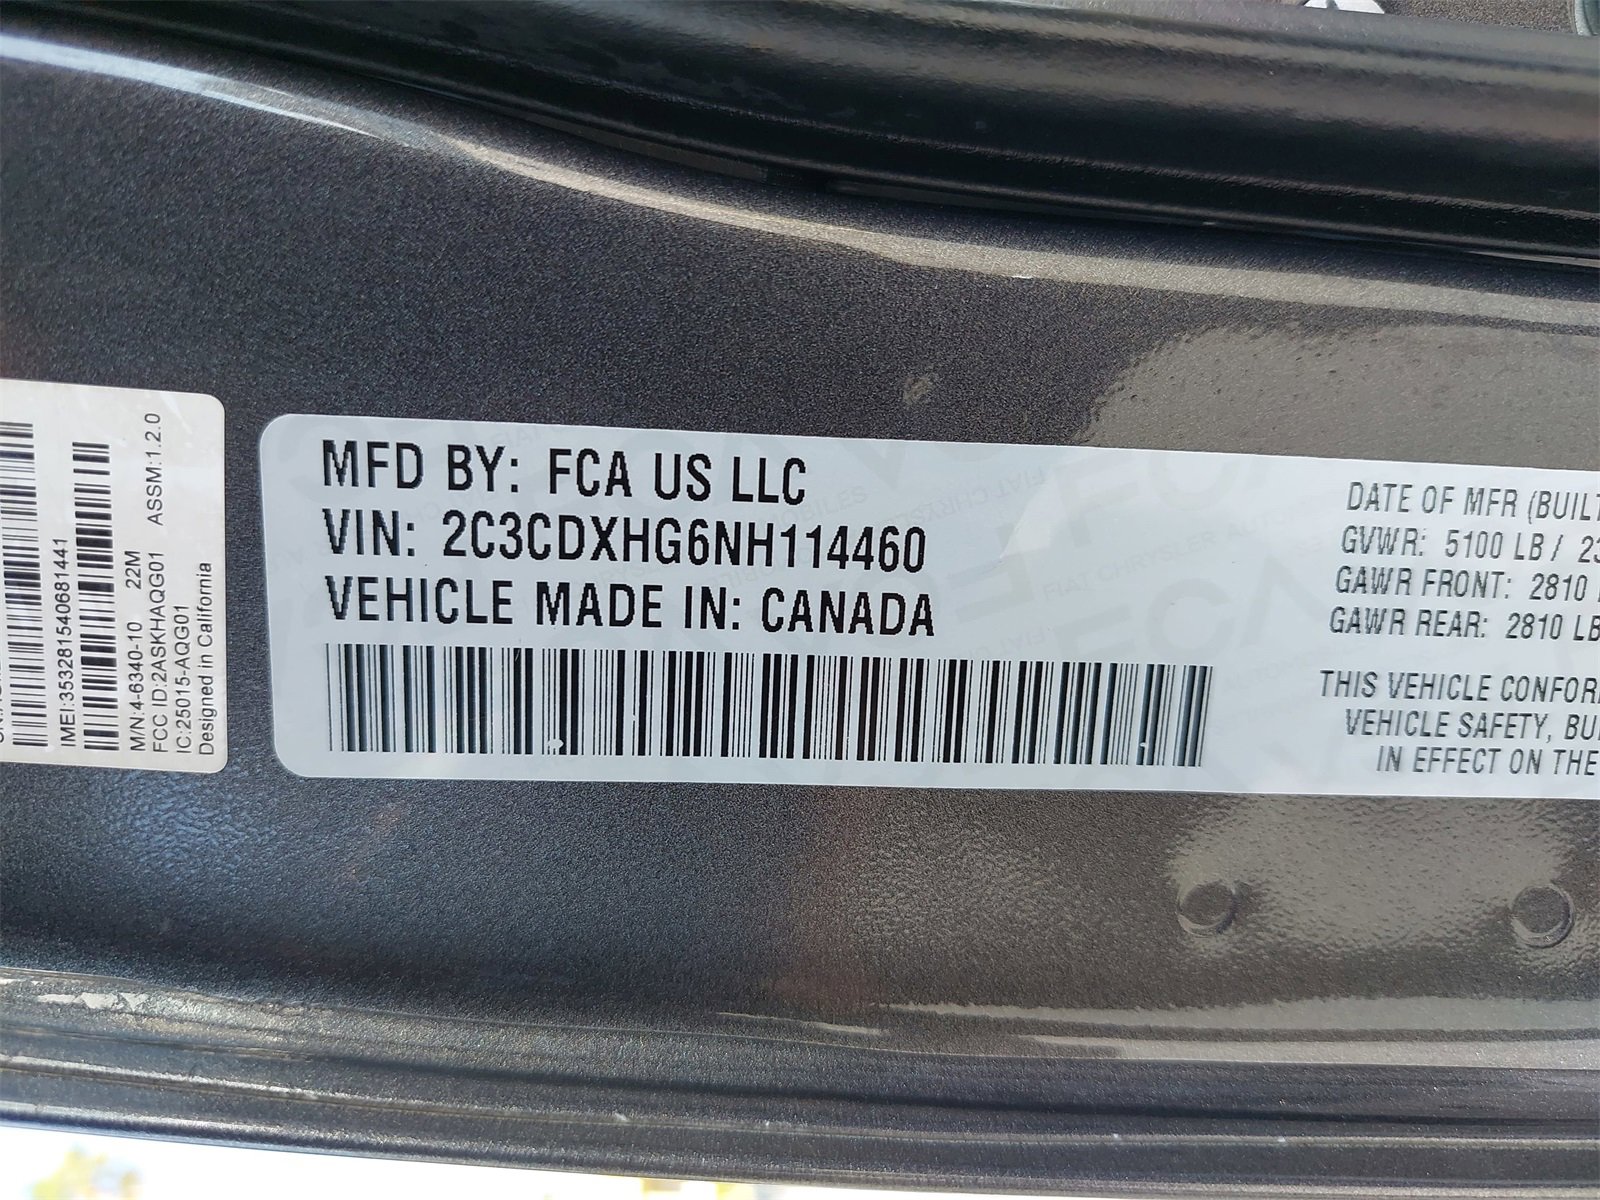 MFD BY: FCA US LLC
VIN: 2C3CDXHG6NH114460
VEHICLE MADE IN: CANADA
DATE OF MFR (BUILT
GVWR: 5100 LB / 23
GAWR FRONT: 2810
GAWR REAR: 2810 LB
THIS VEHICLE CONFOR
VEHICLE SAFETY, BU
IN EFFECT ON THE
IMEI:353281540681441
M/N:4-6340-10 22M
FCC ID:2ASKHAQG01 ASSM:1.2.0
IC:25015-AQG01
Designed in California